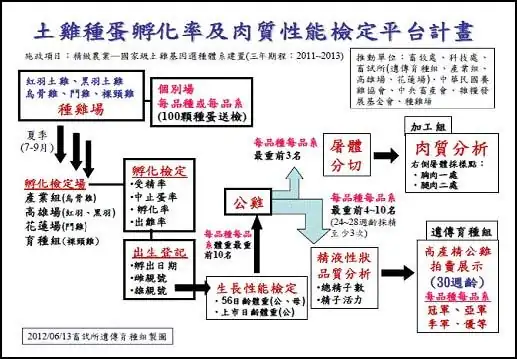 土雞種蛋孵化率及肉質性能檢定平台計畫
施政項目：精緻農業—國家級土雞基因選種體系建置(三年期程：2011~2013)
推動單位：畜牧處、科技處、
畜試所(遺傳育種組、產業組、
高雄場、花蓮場)、中華民國養
雞協會、中央畜產會、雜糧發
展基金會、種雞場
紅羽土雞、黑羽土雞
烏骨雞、鬥雞、裸頸雞
種雞場
個別場
每品種或每品系
(100顆種蛋送檢)
夏季
(7-9月)
孵化檢定場
產業組(烏骨雞)
高雄場(紅羽、黑羽)
花蓮場(鬥雞)
育種組(裸頸雞)
孵化檢定
•受精率
•中止蛋率
•孵化率
•出雛率
出生登記
•孵出日期
•雌親號
•雄親號
每品種每品
系體重最重
前10名
生長性能檢定
•56日齡體重(公、母)
•上市日齡體重(公)
公雞
每品種每品系
最重前3名
屠體
分切
加工組
肉質分析
右側屠體採樣點：
•胸肉一處
•腿肉二處
每品種每品系
最重前4~10名
(24~28週齡採精
至少3次)
精液性狀
品質分析
•總精子數
•精子活力
遺傳育種組
高產精公雞
拍賣展示
(30週齡)
每品種每品系
冠軍、亞軍
季軍、優等
2012/06/13畜試所遺傳育種組製圖